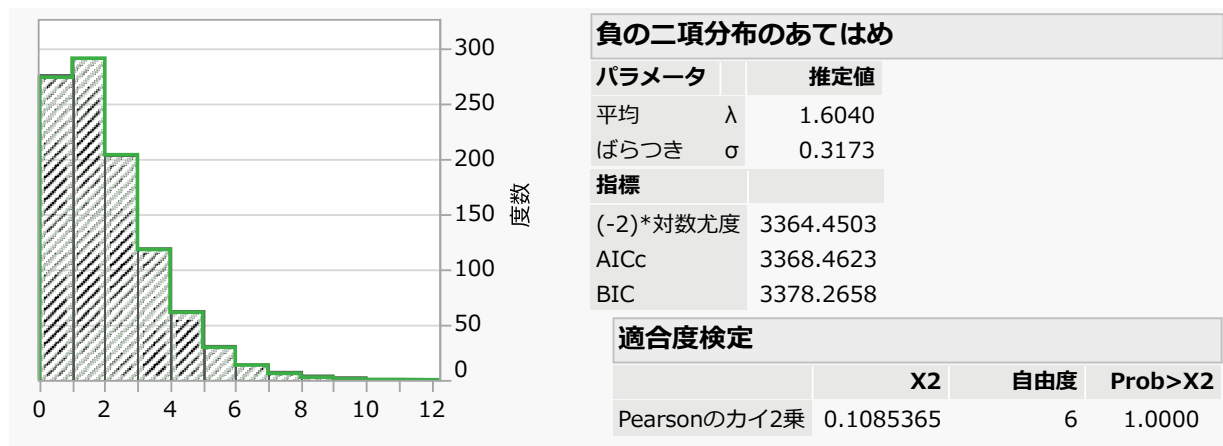 300
250
200
150
100
50
0
度数
0 2 4 6 8 10 12
負の二項分布のあてはめ
パラメータ 推定値
平均 λ 1.6040
ばらつき σ 0.3173
指標
(-2)*対数尤度 3364.4503
AICc 3368.4623
BIC 3378.2658
適合度検定
X2 自由度 Prob>X2
Pearsonのカイ2乗 0.1085365 6 1.0000